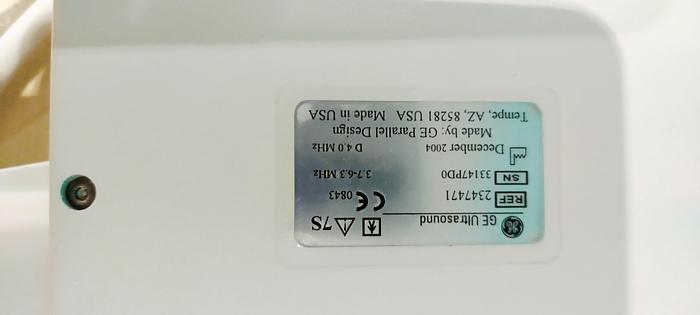 GE Ultrasound
7S
REF 2347471
0843
SN 33147PD0
3.7-6.3 MHz
December 2004
D 4.0 MHz
Made by: GE Parallel Design
Tempe, AZ, 85281 USA Made in USA